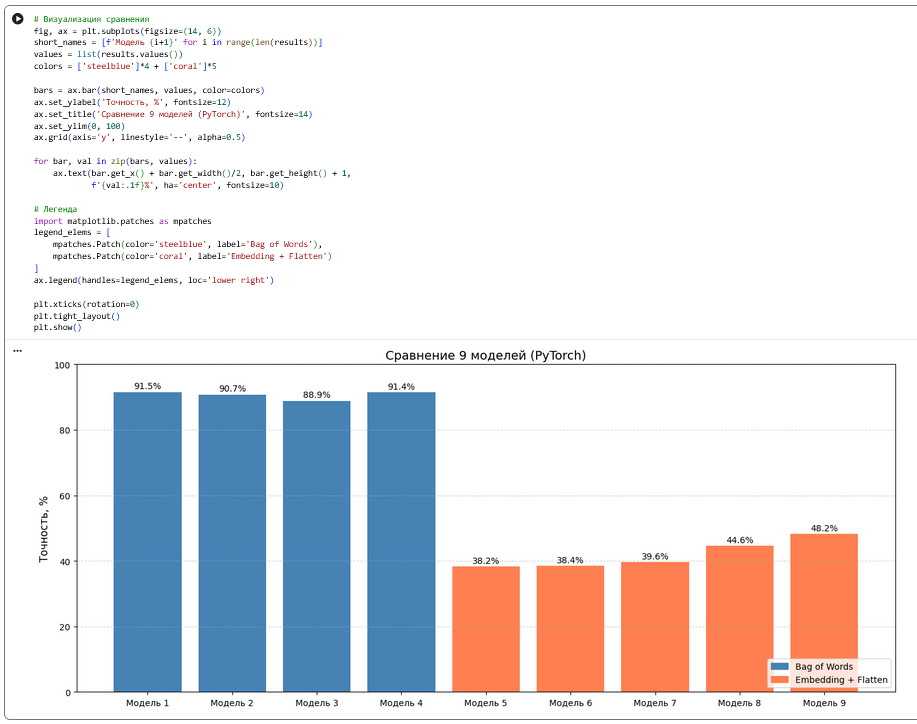 # Визуализация сравнения
fig, ax = plt.subplots(figsize=(14, 6))
short_names = [f'Модель {i+1}' for i in range(len(results))]
values = list(results.values())
colors = ['steelblue']*4 + ['coral']*5
bars = ax.bar(short_names, values, color=colors)
ax.set_ylabel('Точность, %', fontsize=12)
ax.set_title('Сравнение 9 моделей (PyTorch)', fontsize=14)
ax.set_ylim(0, 100)
ax.grid(axis='y', linestyle='--', alpha=0.5)
for bar, val in zip(bars, values):
    ax.text(bar.get_x() + bar.get_width()/2, bar.get_height() + 1,
            f'{val:.1f}%', ha='center', fontsize=10)
# Легенда
import matplotlib.patches as mpatches
legend_elems = [
    mpatches.Patch(color='steelblue', label='Bag of Words'),
    mpatches.Patch(color='coral', label='Embedding + Flatten')
]
ax.legend(handles=legend_elems, loc='lower right')
plt.xticks(rotation=0)
plt.tight_layout()
plt.show()
Сравнение 9 моделей (PyTorch)
Точность, %
100
80
60
40
20
0
91.5%
90.7%
88.9%
91.4%
38.2%
38.4%
39.6%
44.6%
48.2%
Bag of Words
Embedding + Flatten
Модель 1
Модель 2
Модель 3
Модель 4
Модель 5
Модель 6
Модель 7
Модель 8
Модель 9